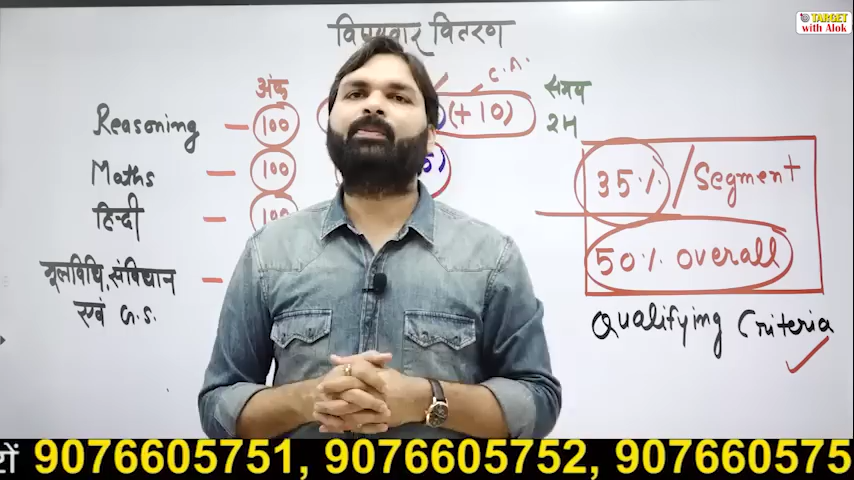 TARGET
with Alok
विषयवार वितरण
अंक C.A. समय
Reasoning — 100 (+10) 2H
Maths — 100
हिन्दी — 100
मूलविधि, संविधान —
एवं G.S.
35% / Segment
50% overall
Qualifying Criteria
9076605751, 9076605752, 907660575